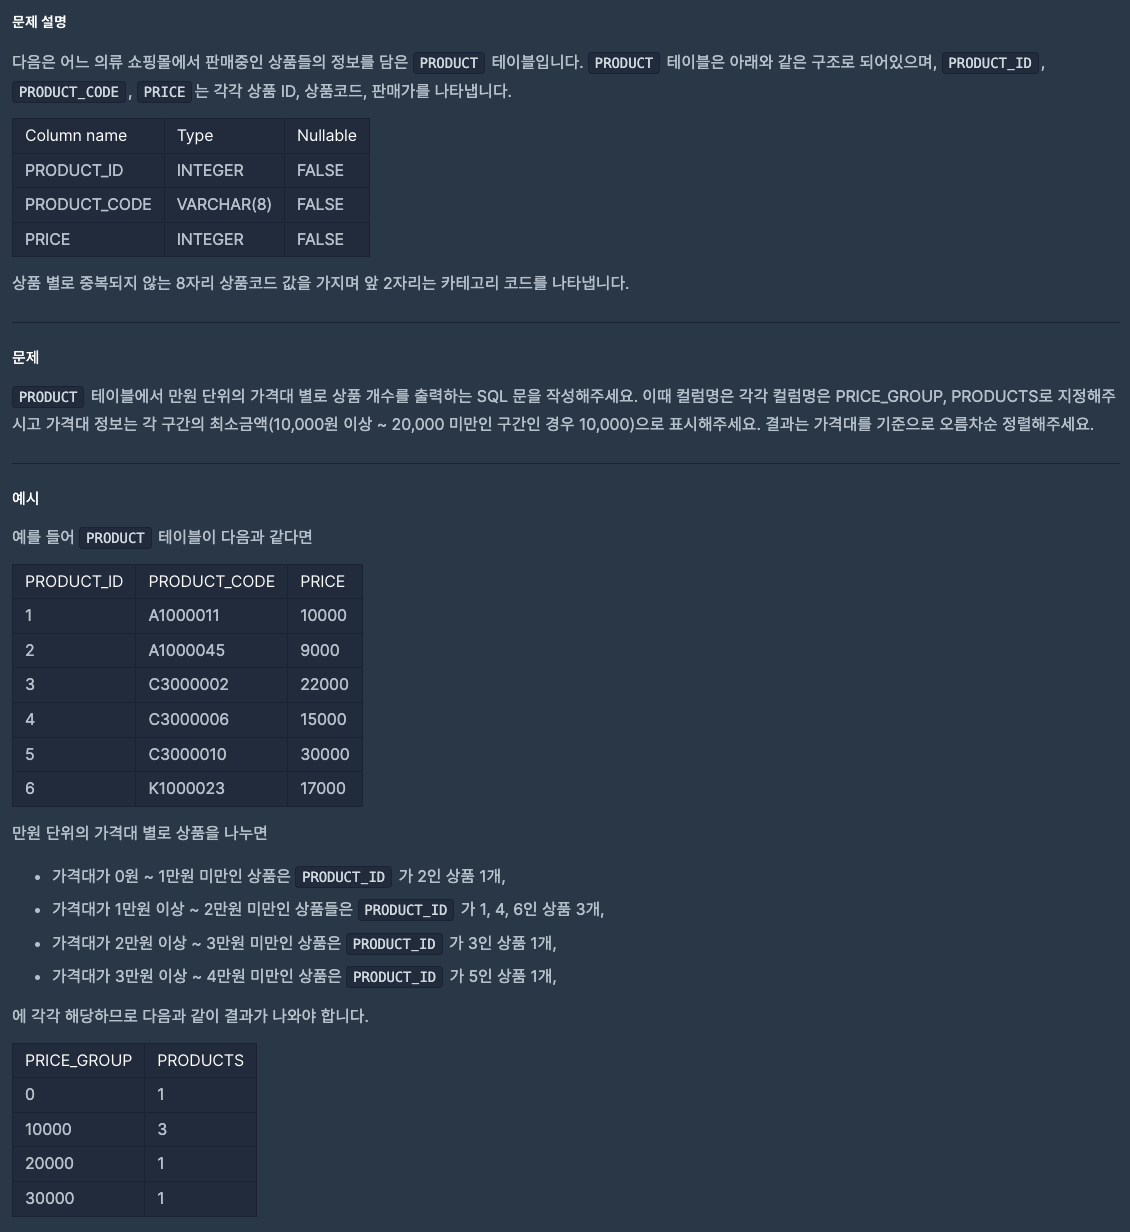 문제 설명
다음은 어느 의류 쇼핑몰에서 판매중인 상품들의 정보를 담은 PRODUCT 테이블입니다. PRODUCT 테이블은 아래와 같은 구조로 되어있으며, PRODUCT_ID ,
PRODUCT_CODE , PRICE 는 각각 상품 ID, 상품코드, 판매가를 나타냅니다.
Column name Type Nullable
PRODUCT_ID INTEGER FALSE
PRODUCT_CODE VARCHAR(8) FALSE
PRICE INTEGER FALSE
상품 별로 중복되지 않는 8자리 상품코드 값을 가지며 앞 2자리는 카테고리 코드를 나타냅니다.
문제
PRODUCT 테이블에서 만원 단위의 가격대 별로 상품 개수를 출력하는 SQL 문을 작성해주세요. 이때 컬럼명은 각각 컬럼명은 PRICE_GROUP, PRODUCTS로 지정해주
시고 가격대 정보는 각 구간의 최소금액(10,000원 이상 ~ 20,000 미만인 구간인 경우 10,000)으로 표시해주세요. 결과는 가격대를 기준으로 오름차순 정렬해주세요.
예시
예를 들어 PRODUCT 테이블이 다음과 같다면
PRODUCT_ID PRODUCT_CODE PRICE
1 A1000011 10000
2 A1000045 9000
3 C3000002 22000
4 C3000006 15000
5 C3000010 30000
6 K1000023 17000
만원 단위의 가격대 별로 상품을 나누면
• 가격대가 0원 ~ 1만원 미만인 상품은 PRODUCT_ID 가 2인 상품 1개,
• 가격대가 1만원 이상 ~ 2만원 미만인 상품들은 PRODUCT_ID 가 1, 4, 6인 상품 3개,
• 가격대가 2만원 이상 ~ 3만원 미만인 상품은 PRODUCT_ID 가 3인 상품 1개,
• 가격대가 3만원 이상 ~ 4만원 미만인 상품은 PRODUCT_ID 가 5인 상품 1개,
에 각각 해당하므로 다음과 같이 결과가 나와야 합니다.
PRICE_GROUP PRODUCTS
0 1
10000 3
20000 1
30000 1